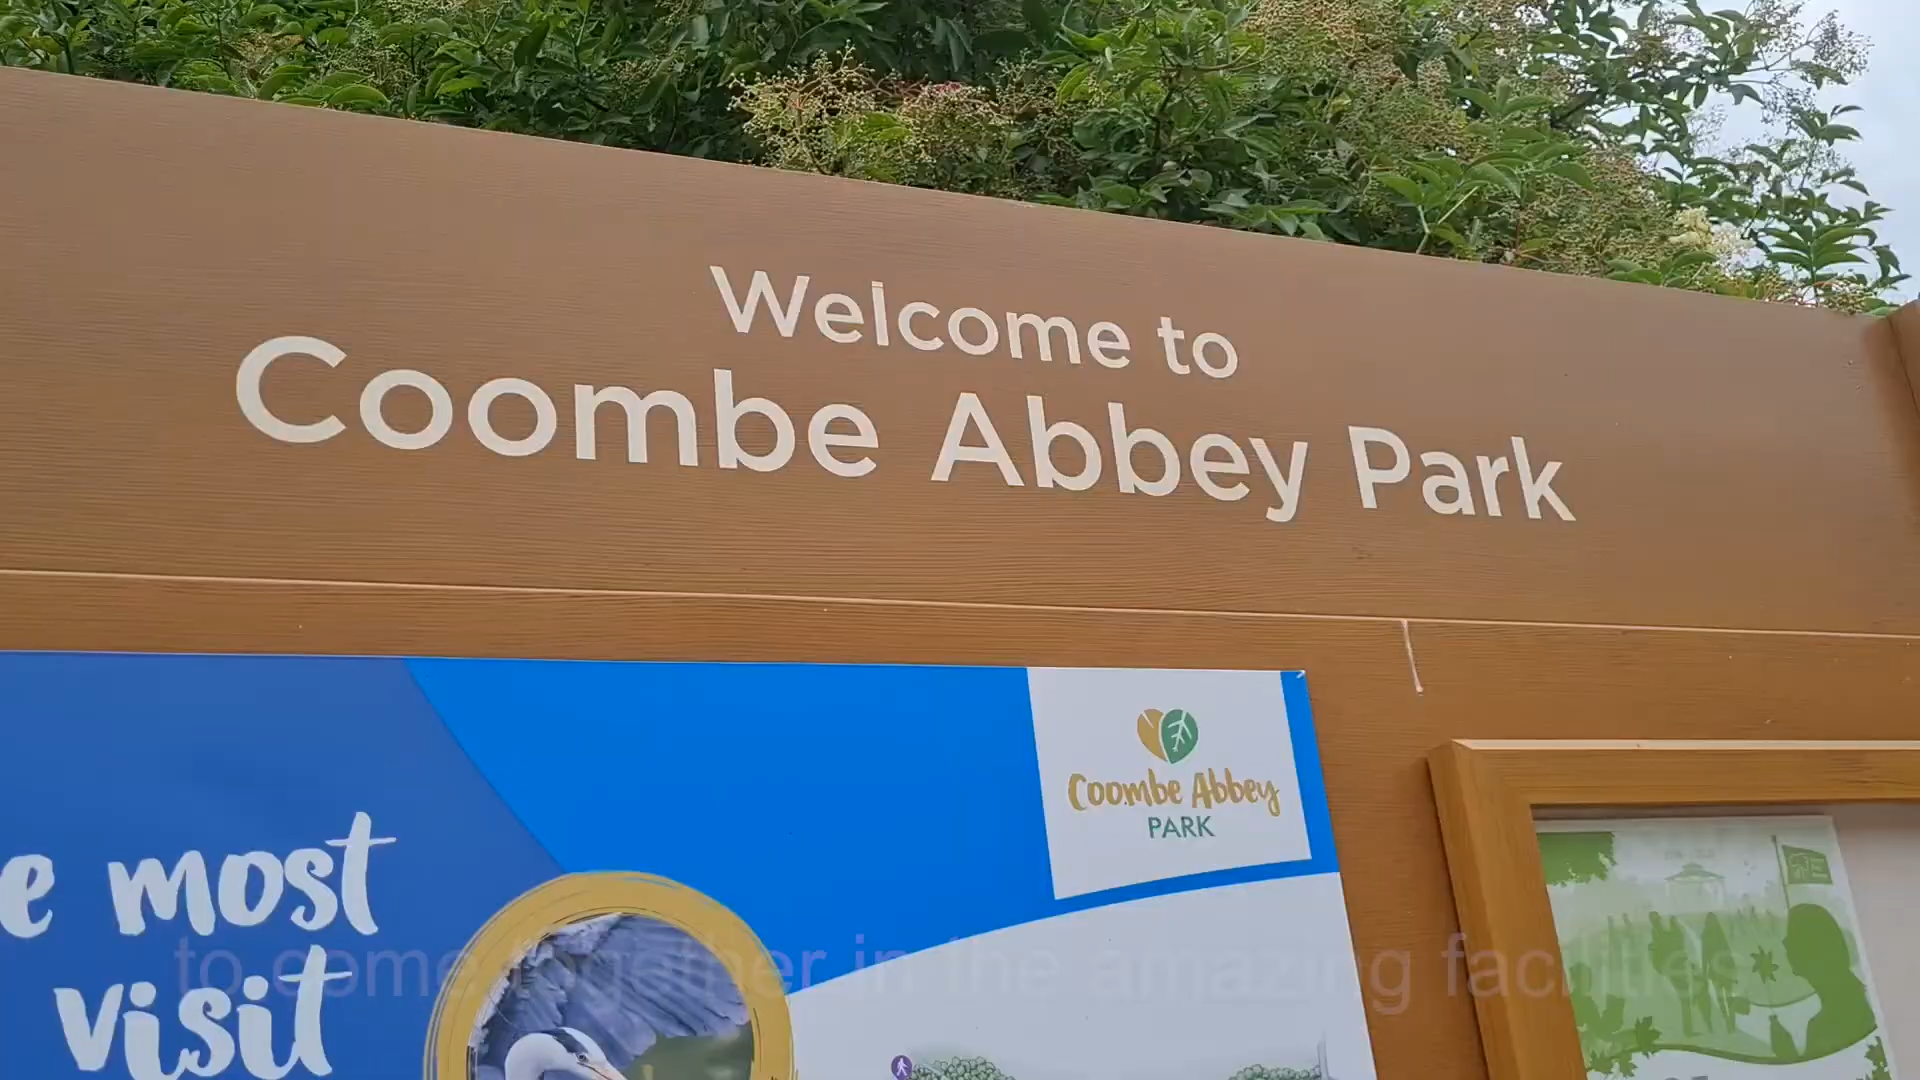 Welcome to
Coombe Abbey Park
Coombe Abbey
PARK
e most
visit
to come together in the amazing facilities